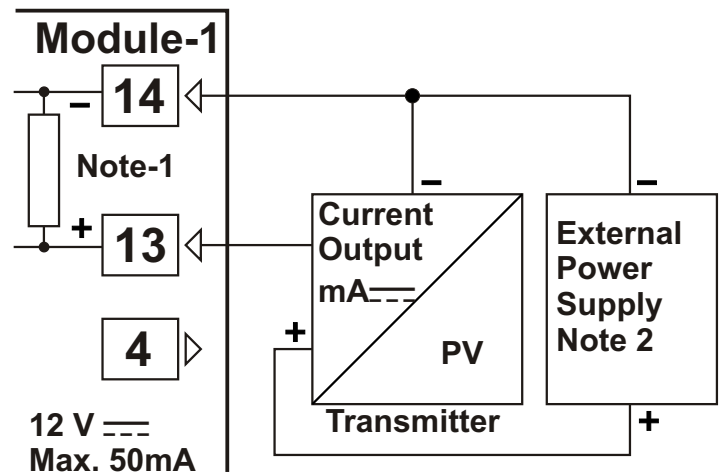 Module-1
14
−
Note-1
+
13
4
12 V ⎓
Max. 50mA
−
Current
Output
mA⎓
+
PV
Transmitter
−
External
Power
Supply
Note 2
+